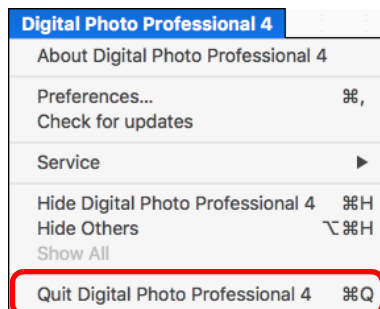 Digital Photo Professional 4
About Digital Photo Professional 4
Preferences... ⌘,
Check for updates
Service ▶
Hide Digital Photo Professional 4 ⌘H
Hide Others ⌥⌘H
Show All
Quit Digital Photo Professional 4 ⌘Q